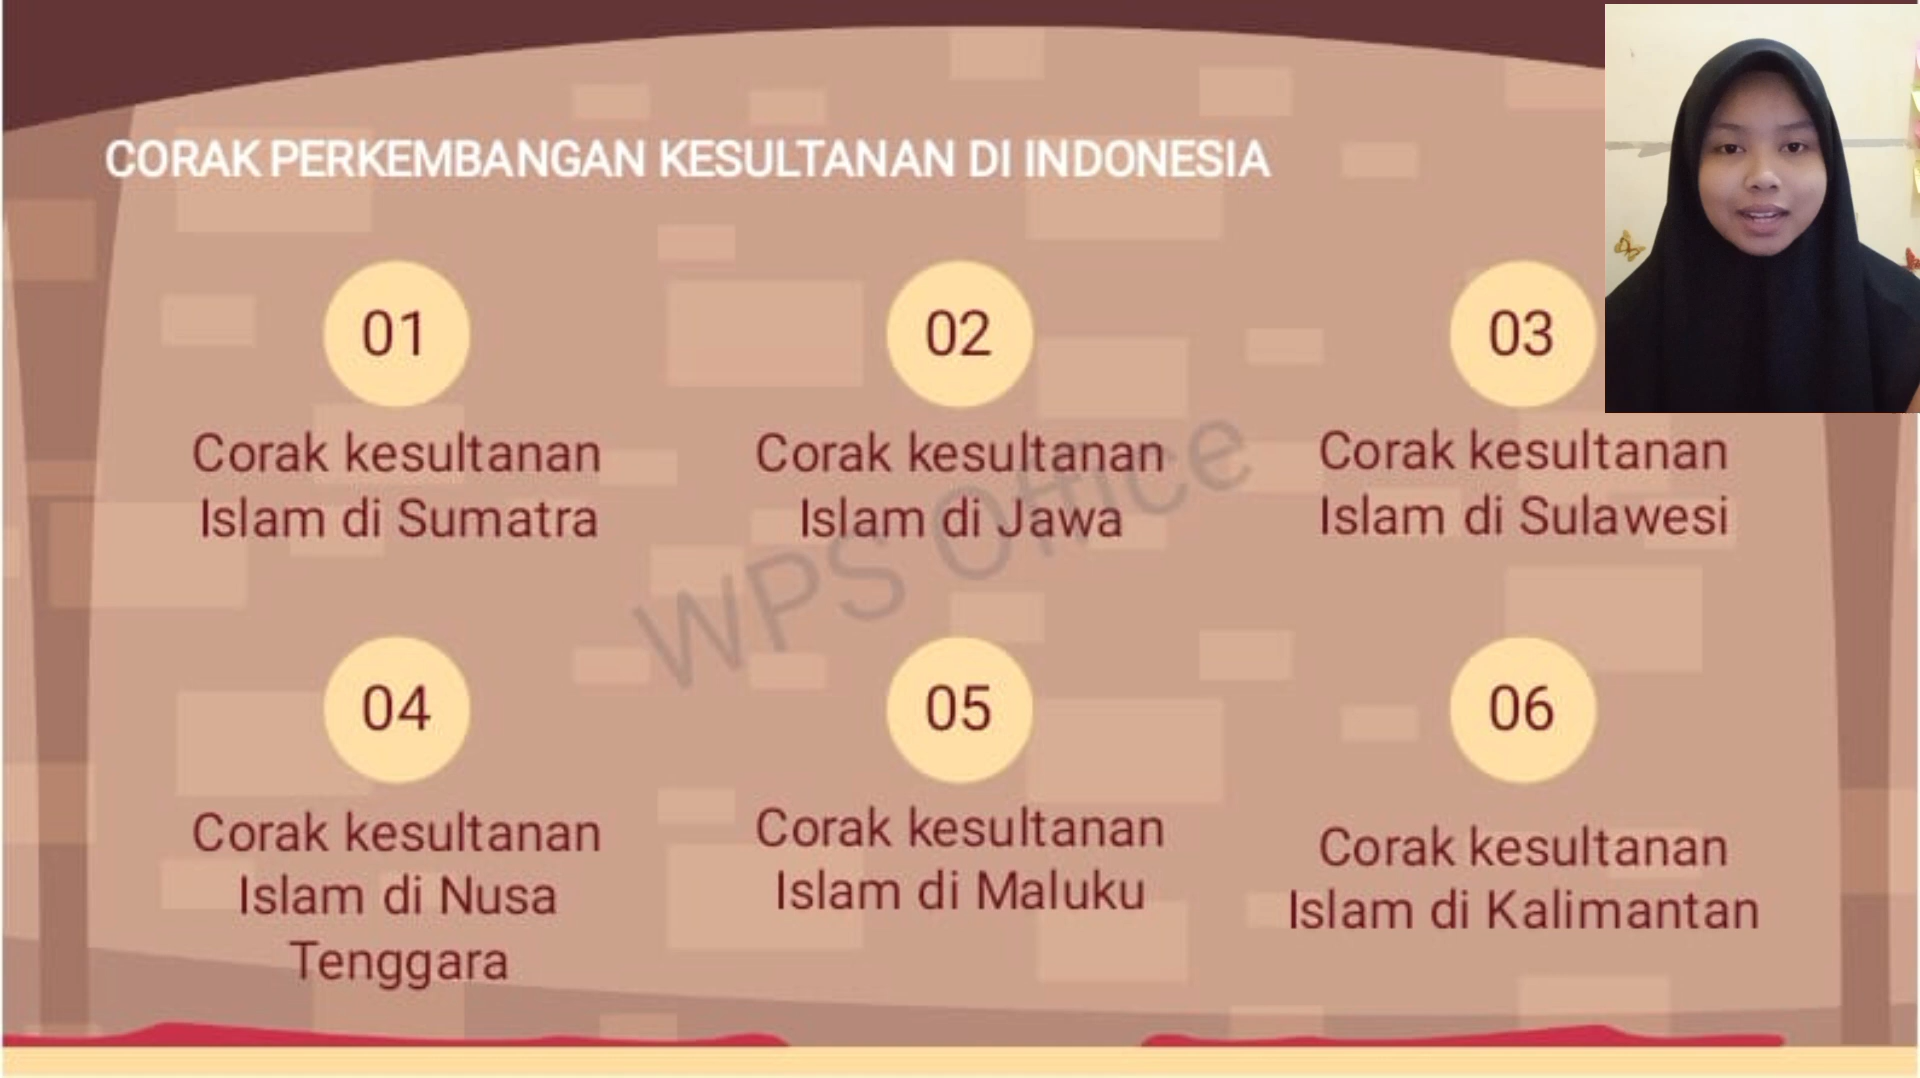 CORAK PERKEMBANGAN KESULTANAN DI INDONESIA
01
Corak kesultanan
Islam di Sumatra
02
Corak kesultanan
Islam di Jawa
03
Corak kesultanan
Islam di Sulawesi
04
Corak kesultanan
Islam di Nusa
Tenggara
05
Corak kesultanan
Islam di Maluku
06
Corak kesultanan
Islam di Kalimantan
WPS Office